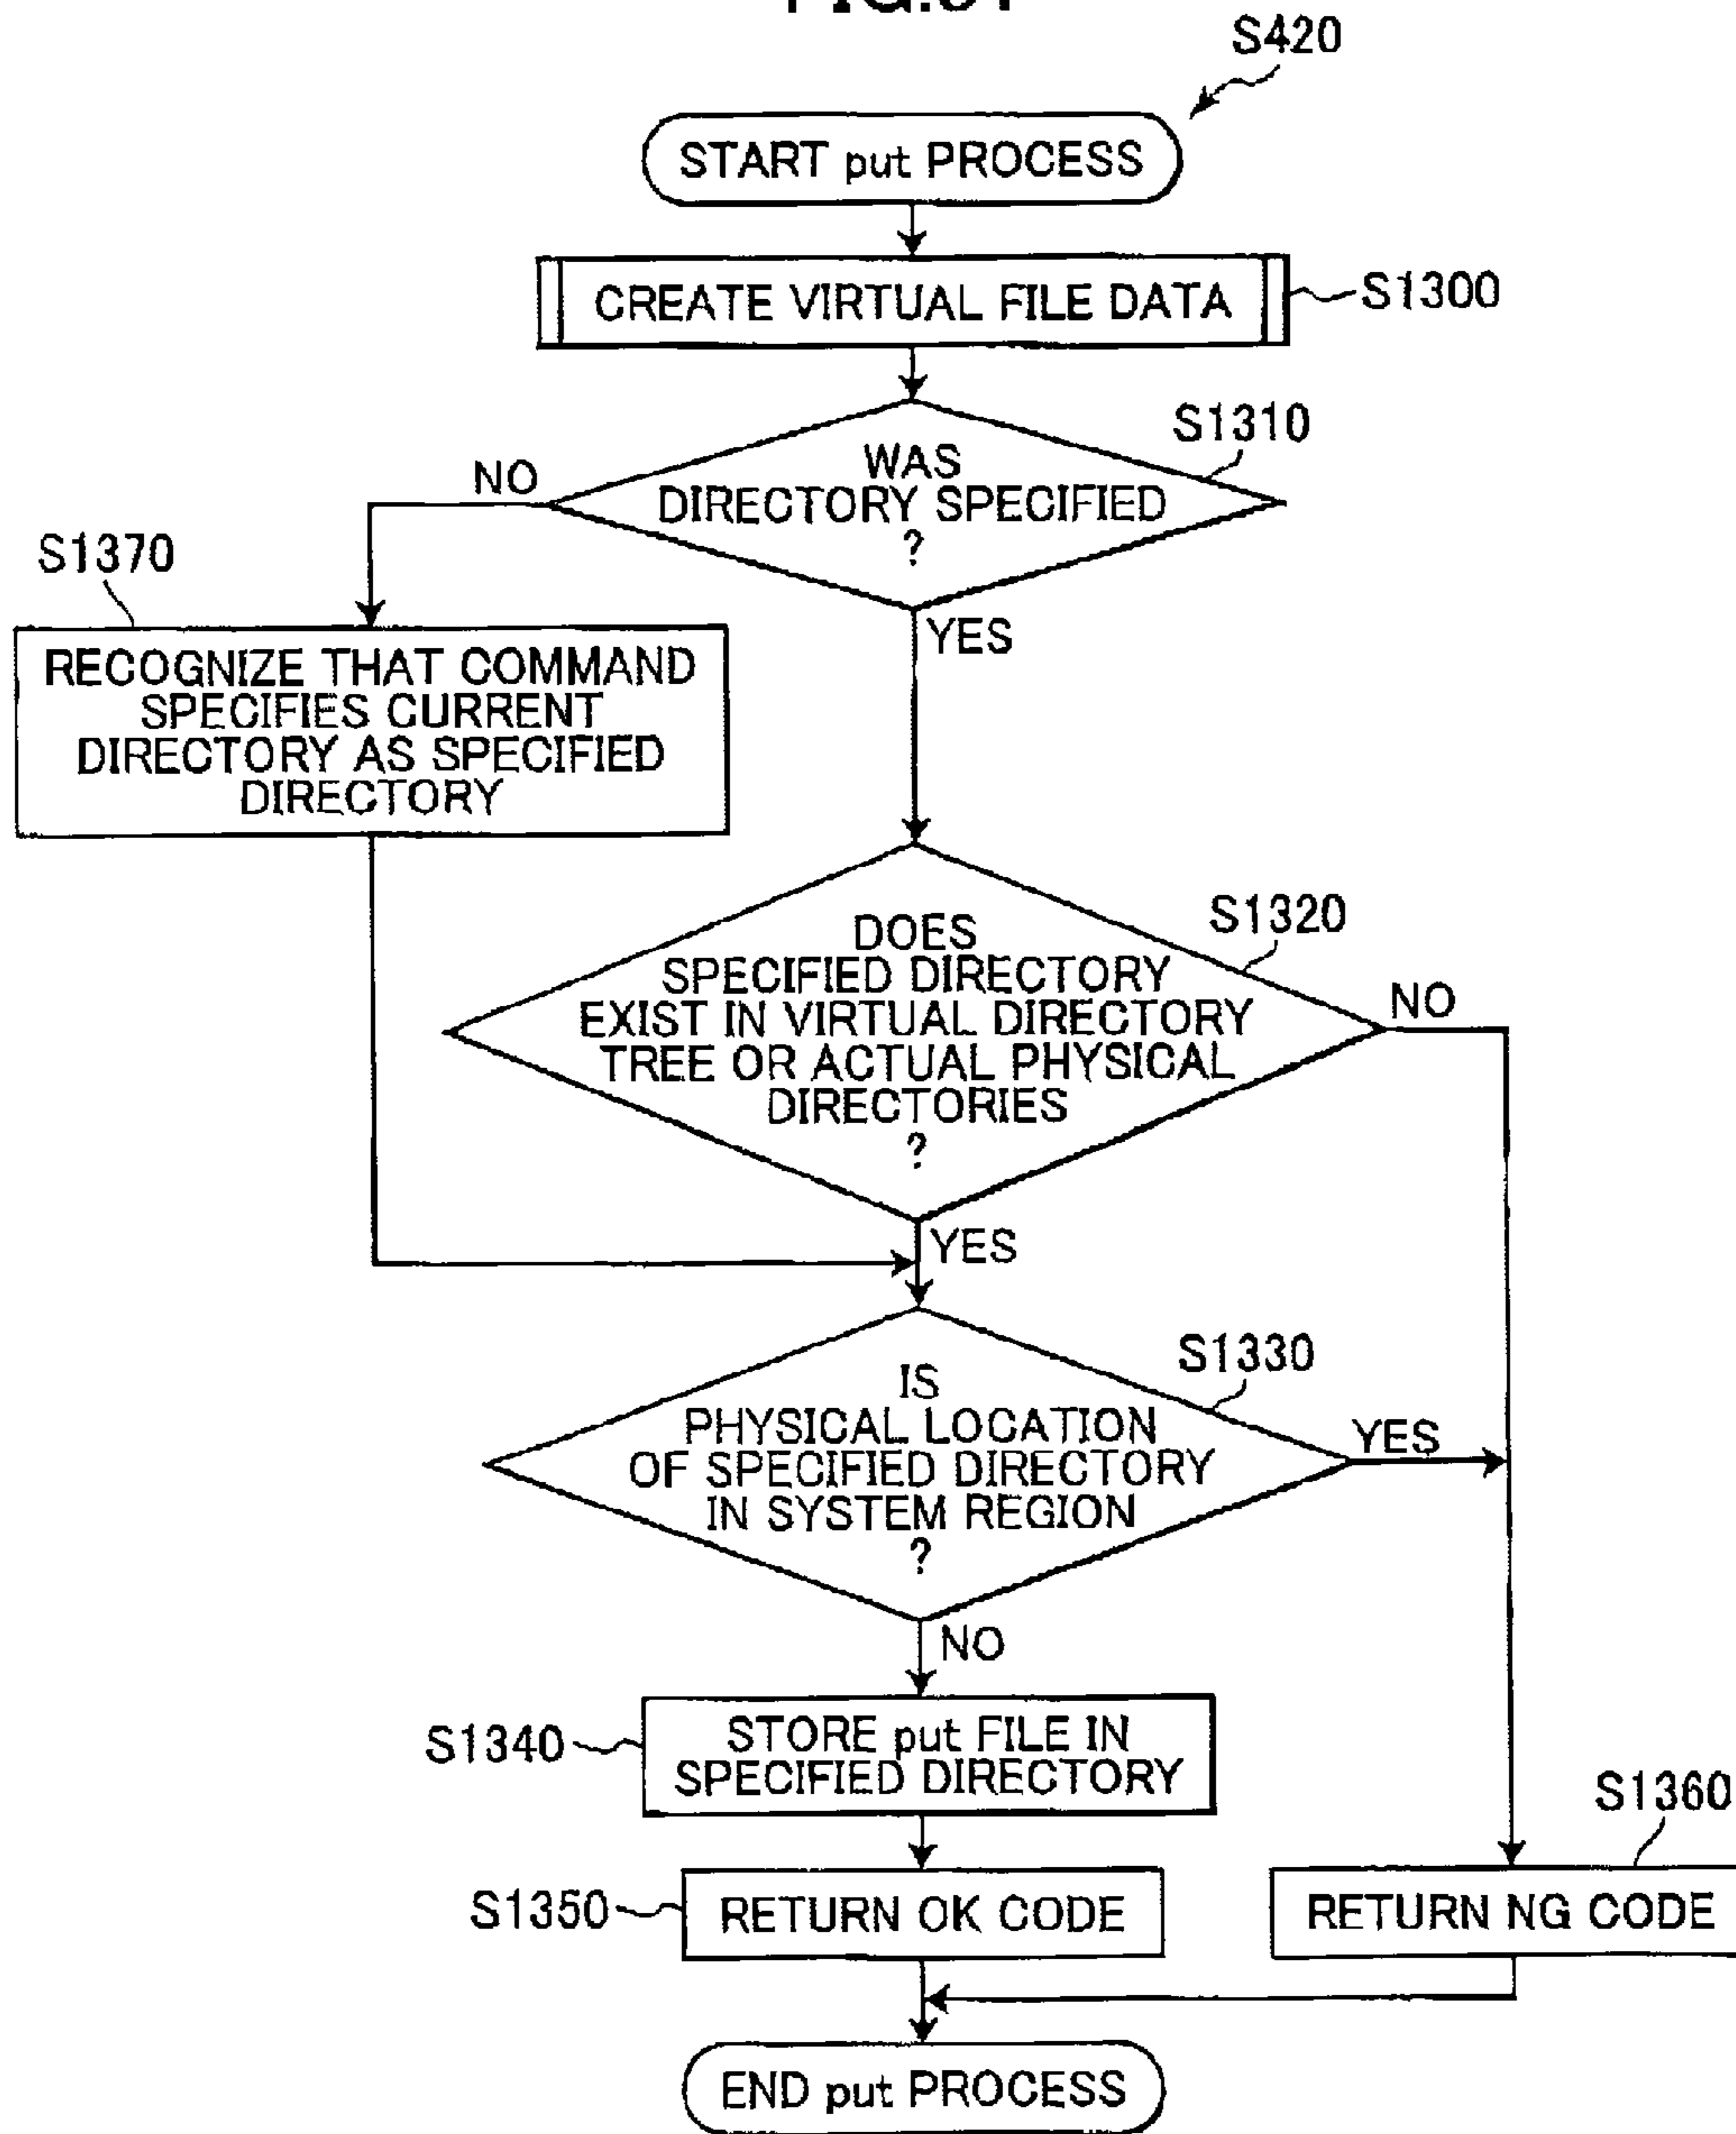 S420
START put PROCESS
CREATE VIRTUAL FILE DATA
S1300
S1310
WAS
DIRECTORY SPECIFIED
?
NO
YES
S1370
RECOGNIZE THAT COMMAND
SPECIFIES CURRENT
DIRECTORY AS SPECIFIED
DIRECTORY
S1320
DOES
SPECIFIED DIRECTORY
EXIST IN VIRTUAL DIRECTORY
TREE OR ACTUAL PHYSICAL
DIRECTORIES
?
NO
YES
S1330
IS
PHYSICAL LOCATION
OF SPECIFIED DIRECTORY
IN SYSTEM REGION
?
YES
NO
S1340
STORE put FILE IN
SPECIFIED DIRECTORY
S1350
RETURN OK CODE
S1360
RETURN NG CODE
END put PROCESS